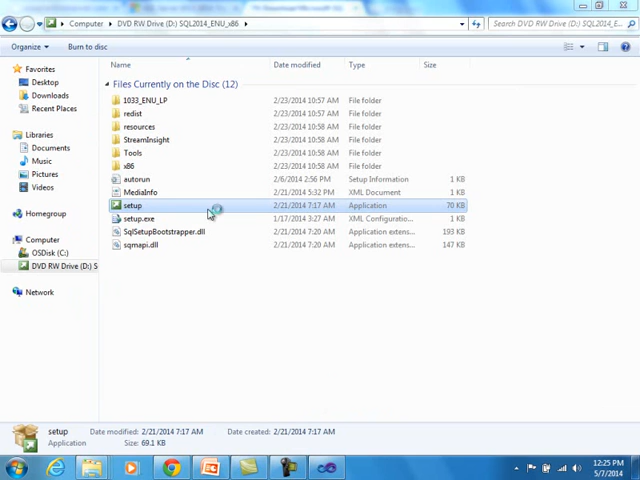 Computer ▸ DVD RW Drive (D:) SQL2014_ENU_x86 ▸
Search DVD RW Drive (D:) SQL2014_E...
Organize ▾ Burn to disc
Favorites
Desktop
Downloads
Recent Places
Libraries
Documents
Music
Pictures
Videos
Homegroup
Computer
OSDisk (C:)
DVD RW Drive (D:) S
Network
Name Date modified Type Size
Files Currently on the Disc (12)
1033_ENU_LP 2/23/2014 10:57 AM File folder
redist 2/23/2014 10:57 AM File folder
resources 2/23/2014 10:58 AM File folder
StreamInsight 2/23/2014 10:58 AM File folder
Tools 2/23/2014 10:58 AM File folder
x86 2/23/2014 10:58 AM File folder
autorun 2/6/2014 2:56 PM Setup Information 1 KB
MediaInfo 2/21/2014 5:32 PM XML Document 1 KB
setup 2/21/2014 7:17 AM Application 70 KB
setup.exe 1/17/2014 3:27 AM XML Configuratio... 1 KB
SqlSetupBootstrapper.dll 2/21/2014 7:20 AM Application extens... 193 KB
sqmapi.dll 2/21/2014 7:20 AM Application extens... 147 KB
setup Date modified: 2/21/2014 7:17 AM Date created: 2/21/2014 7:17 AM
Application Size: 69.1 KB
12:25 PM
5/7/2014